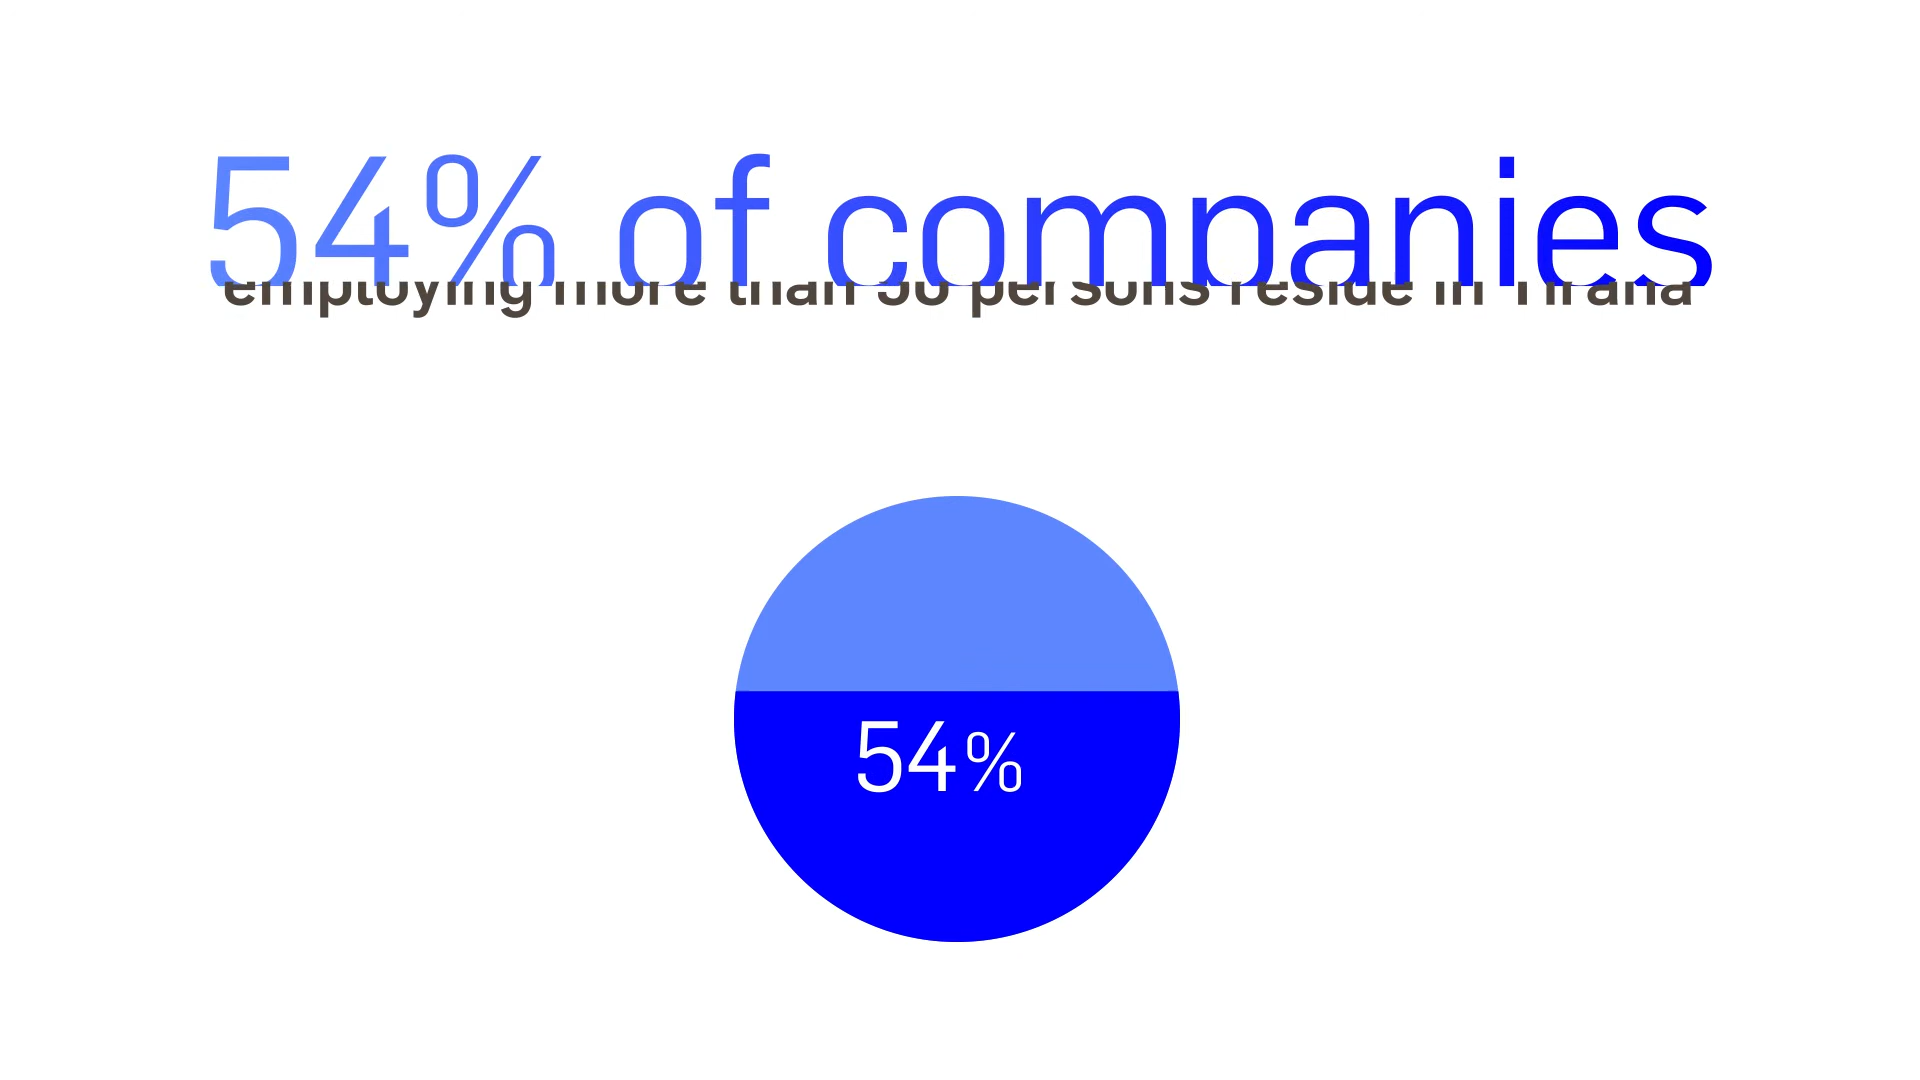 54% of companies
employing more than persons reside in Tirana
54%